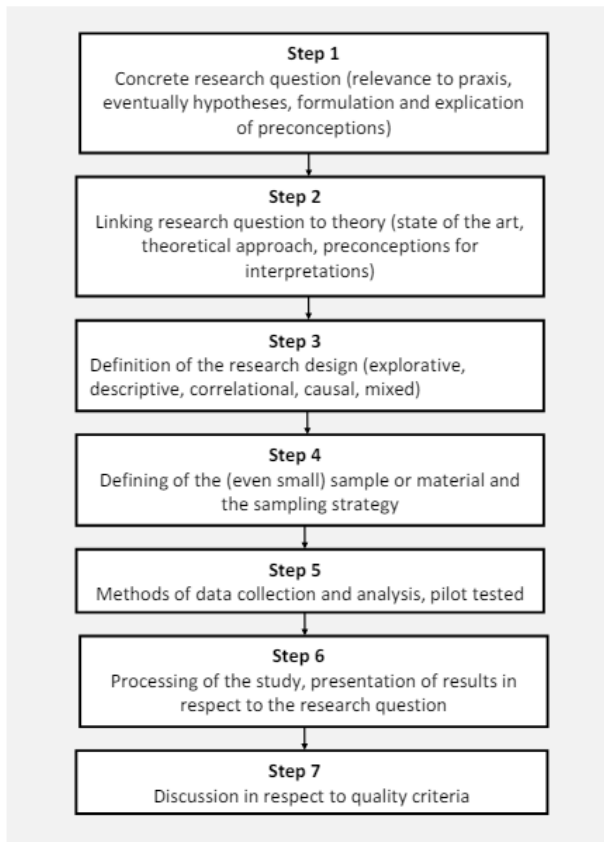 Step 1
Concrete research question (relevance to praxis,
eventually hypotheses, formulation and explication
of preconceptions)
Step 2
Linking research question to theory (state of the art,
theoretical approach, preconceptions for
interpretations)
Step 3
Definition of the research design (explorative,
descriptive, correlational, causal, mixed)
Step 4
Defining of the (even small) sample or material and
the sampling strategy
Step 5
Methods of data collection and analysis, pilot tested
Step 6
Processing of the study, presentation of results in
respect to the research question
Step 7
Discussion in respect to quality criteria